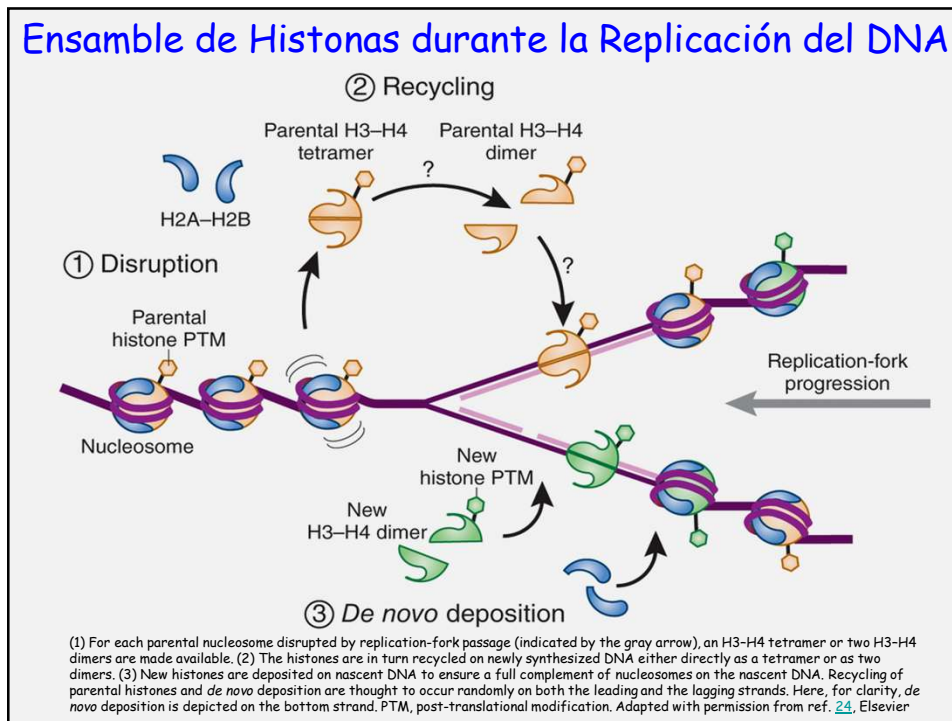 Ensamble de Histonas durante la Replicación del DNA
② Recycling
Parental H3–H4
tetramer
Parental H3–H4
dimer
?
H2A–H2B
① Disruption
?
Parental
histone PTM
Replication-fork
progression
Nucleosome
New
histone PTM
New
H3–H4 dimer
③ De novo deposition
(1) For each parental nucleosome disrupted by replication-fork passage (indicated by the gray arrow), an H3–H4 tetramer or two H3–H4
dimers are made available. (2) The histones are in turn recycled on newly synthesized DNA either directly as a tetramer or as two
dimers. (3) New histones are deposited on nascent DNA to ensure a full complement of nucleosomes on the nascent DNA. Recycling of
parental histones and de novo deposition are thought to occur randomly on both the leading and the lagging strands. Here, for clarity, de
novo deposition is depicted on the bottom strand. PTM, post-translational modification. Adapted with permission from ref. 24, Elsevier